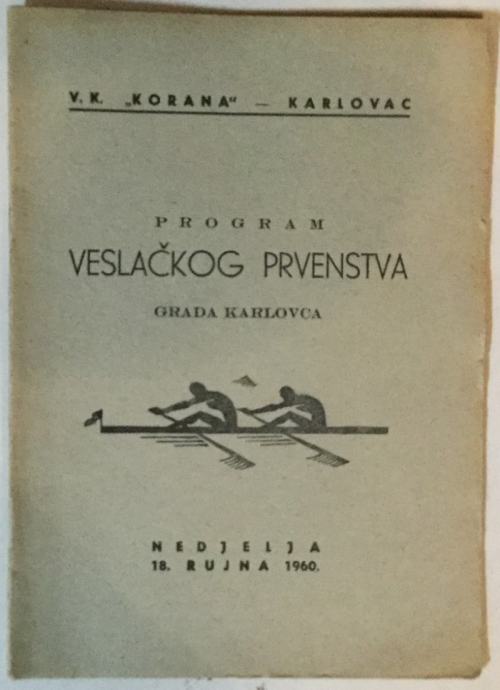 V. K. „KORANA“ — KARLOVAC
PROGRAM
VESLAČKOG PRVENSTVA
GRADA KARLOVCA
NEDJELJA
18. RUJNA 1960.